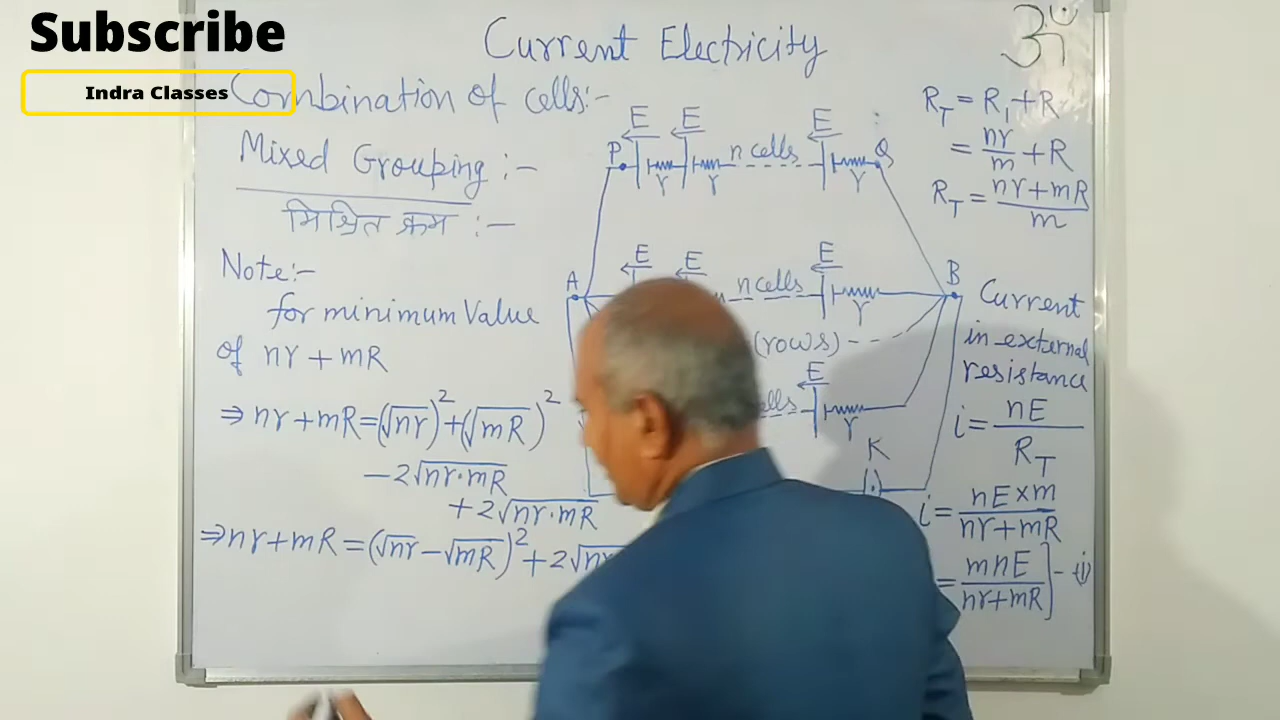 Subscribe
Indra Classes
Current Electricity
ॐ
Combination of cells:-
Mixed Grouping :-
मिश्रित क्रम :-
Note:-
for minimum Value
of nr + mR
⇒ nr + mR = (√nr)² + (√mR)²
- 2√nr·mR
+ 2√nr·mR
⇒ nr + mR = (√nr - √mR)² + 2√nr
E E E
P n cells Q
r r r
E E E
A n cells B
r
(rows)
E
r
K
R_T = R₁ + R
= nr/m + R
R_T = (nr + mR)/m
Current
in external
resistance
i = nE/R_T
i = (nE × m)/(nr + mR)
= mnE/(nr + mR)] - (i)